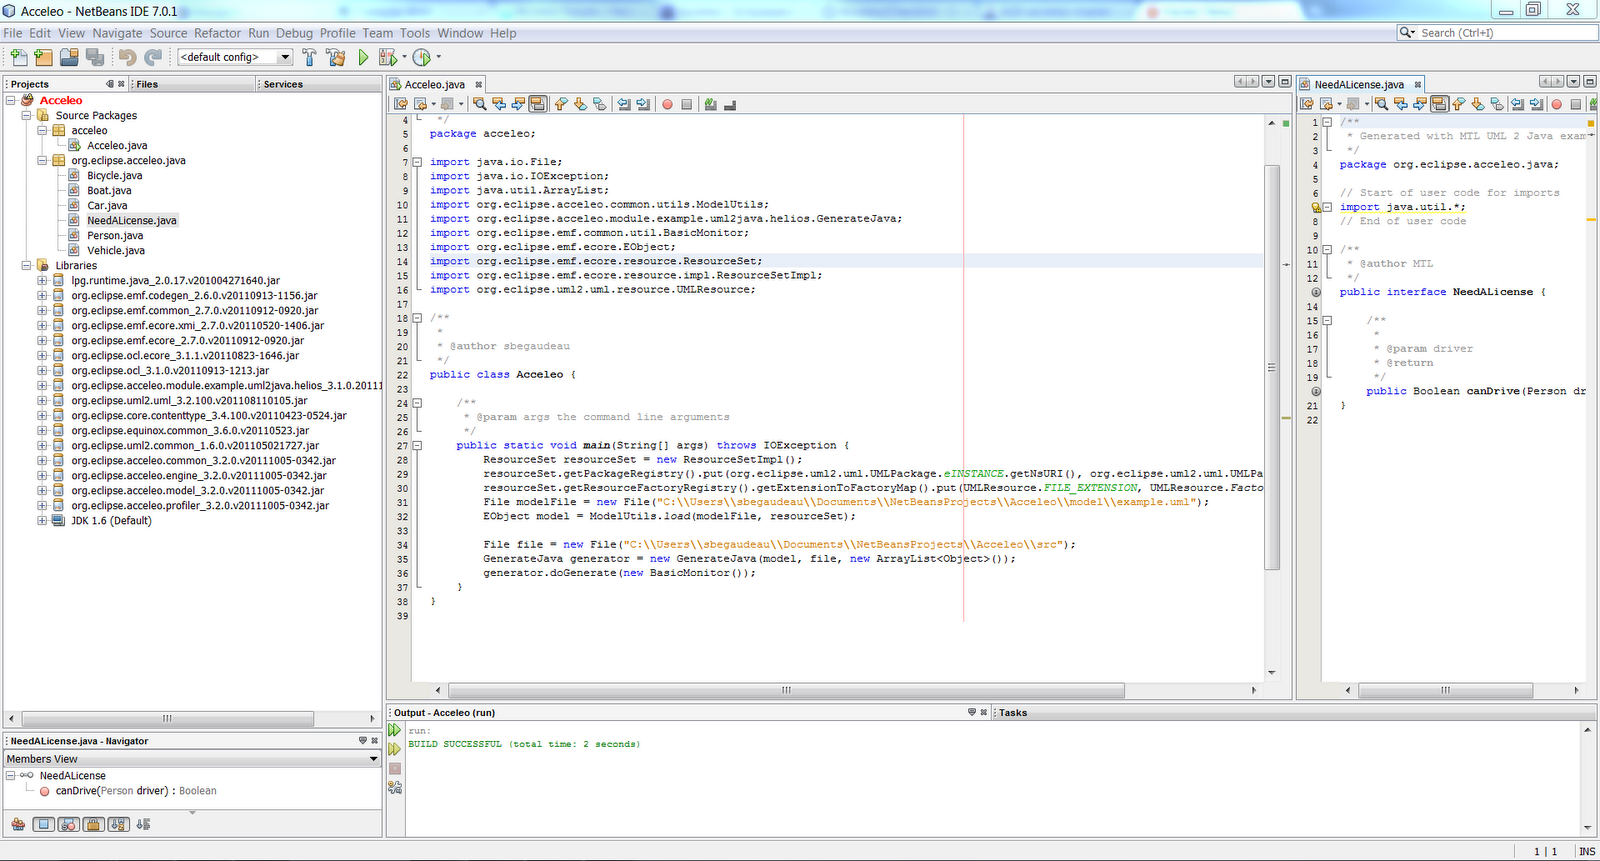 Acceleo - NetBeans IDE 7.0.1
File Edit View Navigate Source Refactor Run Debug Profile Team Tools Window Help
Search (Ctrl+I)
<default config>
Projects
Files
Services
Acceleo
Source Packages
acceleo
Acceleo.java
org.eclipse.acceleo.java
Bicycle.java
Boat.java
Car.java
NeedALicense.java
Person.java
Vehicle.java
Libraries
lpg.runtime.java_2.0.17.v201004271640.jar
org.eclipse.emf.codegen_2.6.0.v20110913-1156.jar
org.eclipse.emf.common_2.7.0.v20110912-0920.jar
org.eclipse.emf.ecore.xmi_2.7.0.v20110520-1406.jar
org.eclipse.emf.ecore_2.7.0.v20110912-0920.jar
org.eclipse.ocl.ecore_3.1.1.v20110823-1646.jar
org.eclipse.ocl_3.1.0.v20110913-1213.jar
org.eclipse.acceleo.module.example.uml2java.helios_3.1.0.20111
org.eclipse.uml2.uml_3.2.100.v201108110105.jar
org.eclipse.core.contenttype_3.4.100.v20110423-0524.jar
org.eclipse.equinox.common_3.6.0.v20110523.jar
org.eclipse.uml2.common_1.6.0.v201105021727.jar
org.eclipse.acceleo.common_3.2.0.v20111005-0342.jar
org.eclipse.acceleo.engine_3.2.0.v20111005-0342.jar
org.eclipse.acceleo.model_3.2.0.v20111005-0342.jar
org.eclipse.acceleo.profiler_3.2.0.v20111005-0342.jar
JDK 1.6 (Default)
NeedALicense.java - Navigator
Members View
NeedALicense
canDrive(Person driver) : Boolean
Acceleo.java
4 */
5 package acceleo;
6
7 import java.io.File;
8 import java.io.IOException;
9 import java.util.ArrayList;
10 import org.eclipse.acceleo.common.utils.ModelUtils;
11 import org.eclipse.acceleo.module.example.uml2java.helios.GenerateJava;
12 import org.eclipse.emf.common.util.BasicMonitor;
13 import org.eclipse.emf.ecore.EObject;
14 import org.eclipse.emf.ecore.resource.ResourceSet;
15 import org.eclipse.emf.ecore.resource.impl.ResourceSetImpl;
16 import org.eclipse.uml2.uml.resource.UMLResource;
17
18 /**
19 *
20 * @author sbegaudeau
21 */
22 public class Acceleo {
23
24 /**
25 * @param args the command line arguments
26 */
27 public static void main(String[] args) throws IOException {
28 ResourceSet resourceSet = new ResourceSetImpl();
29 resourceSet.getPackageRegistry().put(org.eclipse.uml2.uml.UMLPackage.eINSTANCE.getNsURI(), org.eclipse.uml2.uml.UMLPa
30 resourceSet.getResourceFactoryRegistry().getExtensionToFactoryMap().put(UMLResource.FILE_EXTENSION, UMLResource.Facto
31 File modelFile = new File("C:\\Users\\sbegaudeau\\Documents\\NetBeansProjects\\Acceleo\\model\\example.uml");
32 EObject model = ModelUtils.load(modelFile, resourceSet);
33
34 File file = new File("C:\\Users\\sbegaudeau\\Documents\\NetBeansProjects\\Acceleo\\src");
35 GenerateJava generator = new GenerateJava(model, file, new ArrayList<Object>());
36 generator.doGenerate(new BasicMonitor());
37 }
38 }
39
NeedALicense.java
1 /**
2 * Generated with MTL UML 2 Java exam
3 */
4 package org.eclipse.acceleo.java;
5
6 // Start of user code for imports
import java.util.*;
8 // End of user code
9
10 /**
11 * @author MTL
12 */
public interface NeedALicense {
14
15 /**
16 *
17 * @param driver
18 * @return
19 */
public Boolean canDrive(Person dr
21 }
22
Output - Acceleo (run)
Tasks
run:
BUILD SUCCESSFUL (total time: 2 seconds)
1 | 1 INS